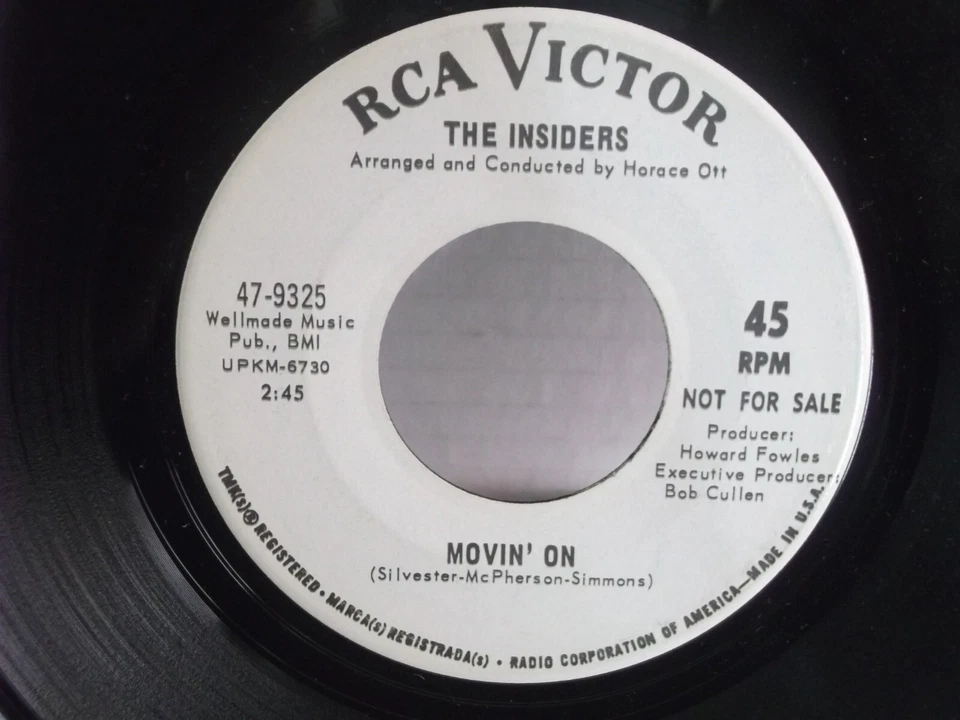 RCA VICTOR
THE INSIDERS
Arranged and Conducted by Horace Ott
47-9325
Wellmade Music
Pub., BMI
UPKM-6730
2:45
45
RPM
NOT FOR SALE
Producer:
Howard Fowles
Executive Producer:
Bob Cullen
MOVIN' ON
(Silvester-McPherson-Simmons)
TMK(s)® REGISTERED • MARCA(s) REGISTRADA(s) • RADIO CORPORATION OF AMERICA—MADE IN U.S.A.